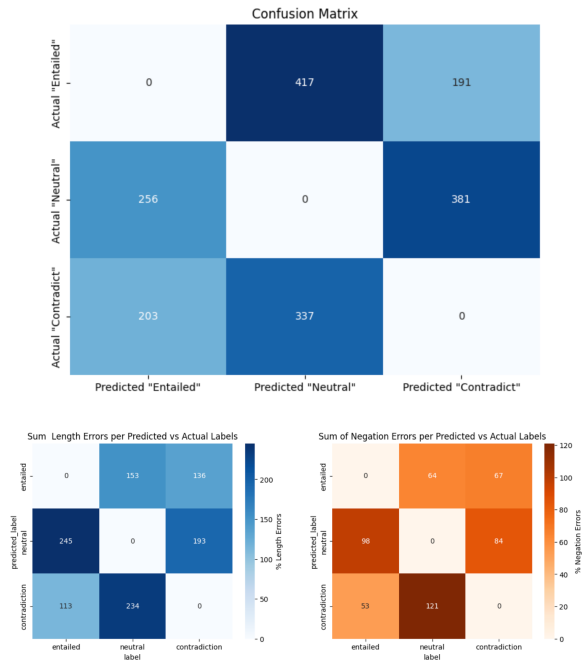 Confusion Matrix
Actual "Entailed"
0 417 191
Actual "Neutral"
256 0 381
Actual "Contradict"
203 337 0
Predicted "Entailed" Predicted "Neutral" Predicted "Contradict"
Sum  Length Errors per Predicted vs Actual Labels
entailed
0 153 136
predicted_label
neutral
245 0 193
contradiction
113 234 0
entailed neutral contradiction
label
200
150
100
50
0
% Length Errors
Sum of Negation Errors per Predicted vs Actual Labels
entailed
0 64 67
predicted_label
neutral
98 0 84
contradiction
53 121 0
entailed neutral contradiction
label
120
100
80
60
40
20
0
% Negation Errors